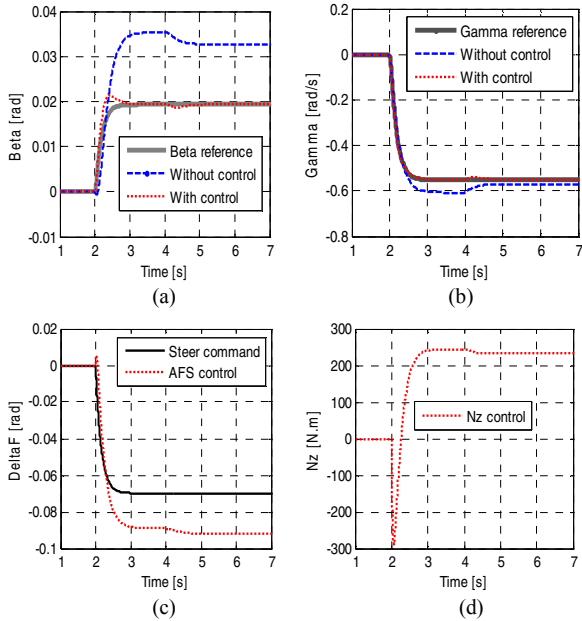 0.04
0.03
0.02
0.01
0
-0.01
Beta [rad]
Beta reference
Without control
With control
1 2 3 4 5 6 7
Time [s]
(a)
0.2
0
-0.2
-0.4
-0.6
-0.8
Gamma [rad/s]
Gamma reference
Without control
With control
1 2 3 4 5 6 7
Time [s]
(b)
0.02
0
-0.02
-0.04
-0.06
-0.08
-0.1
DeltaF [rad]
Steer command
AFS control
1 2 3 4 5 6 7
Time [s]
(c)
300
200
100
0
-100
-200
-300
Nz [N.m]
Nz control
1 2 3 4 5 6 7
Time [s]
(d)